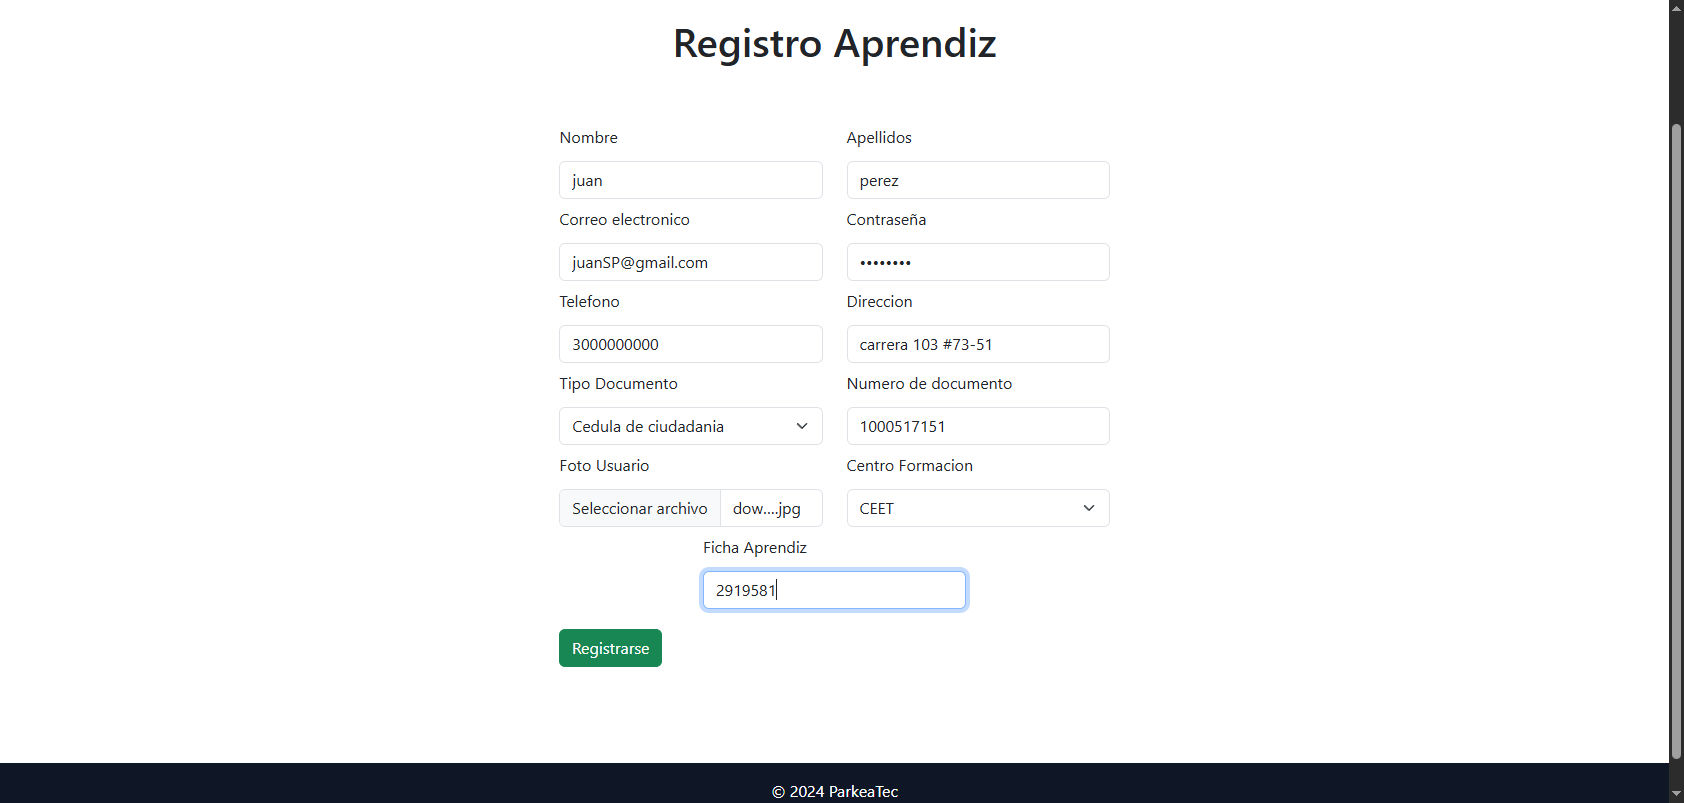 Registro Aprendiz
Nombre
Apellidos
juan
perez
Correo electronico
Contraseña
juanSP@gmail.com
••••••••
Telefono
Direccion
3000000000
carrera 103 #73-51
Tipo Documento
Numero de documento
Cedula de ciudadania
1000517151
Foto Usuario
Centro Formacion
Seleccionar archivo dow....jpg
CEET
Ficha Aprendiz
2919581
Registrarse
© 2024 ParkeaTec